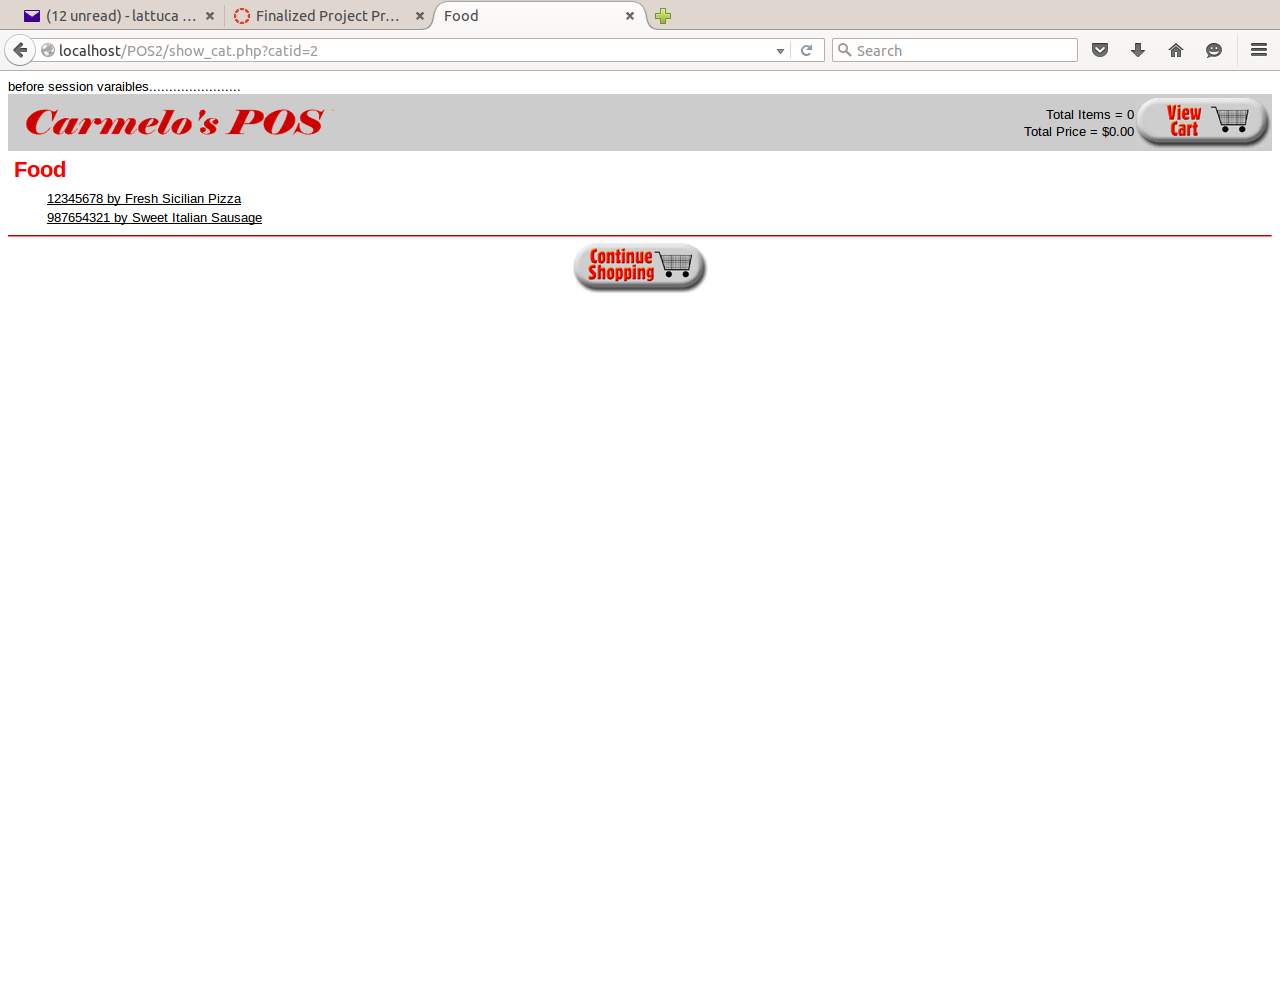 (12 unread) - lattuca ...
Finalized Project Pr...
Food
localhost/POS2/show_cat.php?catid=2
Search
before session varaibles.......................
Carmelo's POS
Total Items = 0
Total Price = $0.00
View Cart
Food
12345678 by Fresh Sicilian Pizza
987654321 by Sweet Italian Sausage
Continue Shopping